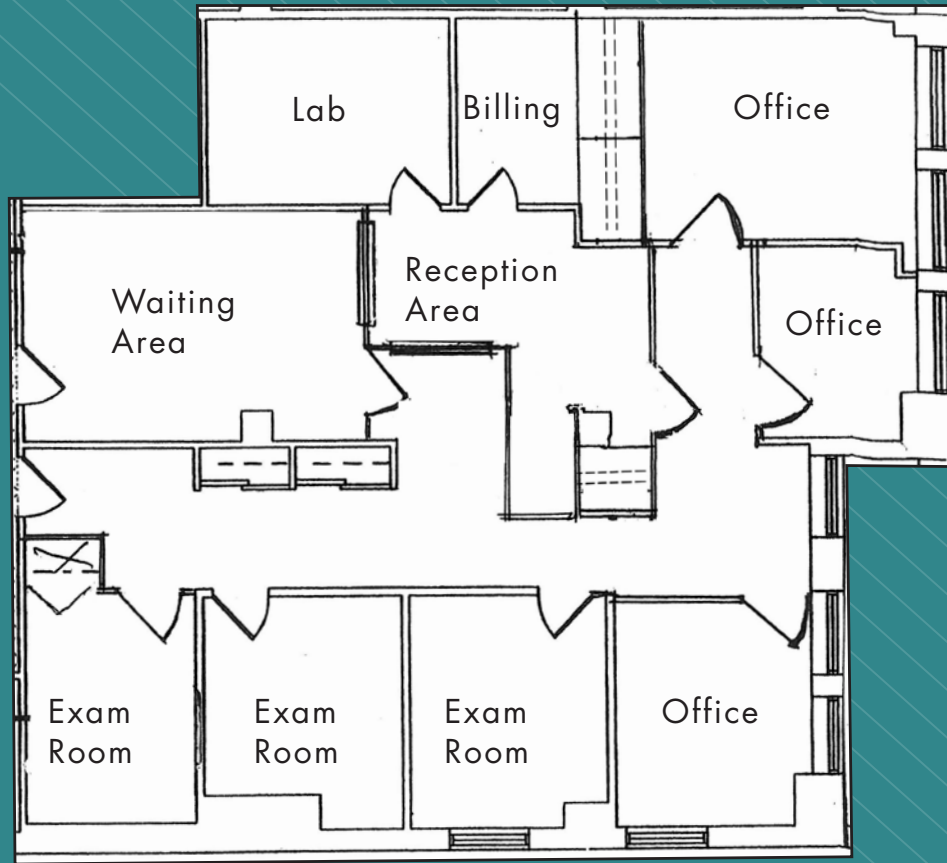 Lab
Billing
Office
Waiting
Area
Reception
Area
Office
Exam
Room
Exam
Room
Exam
Room
Office